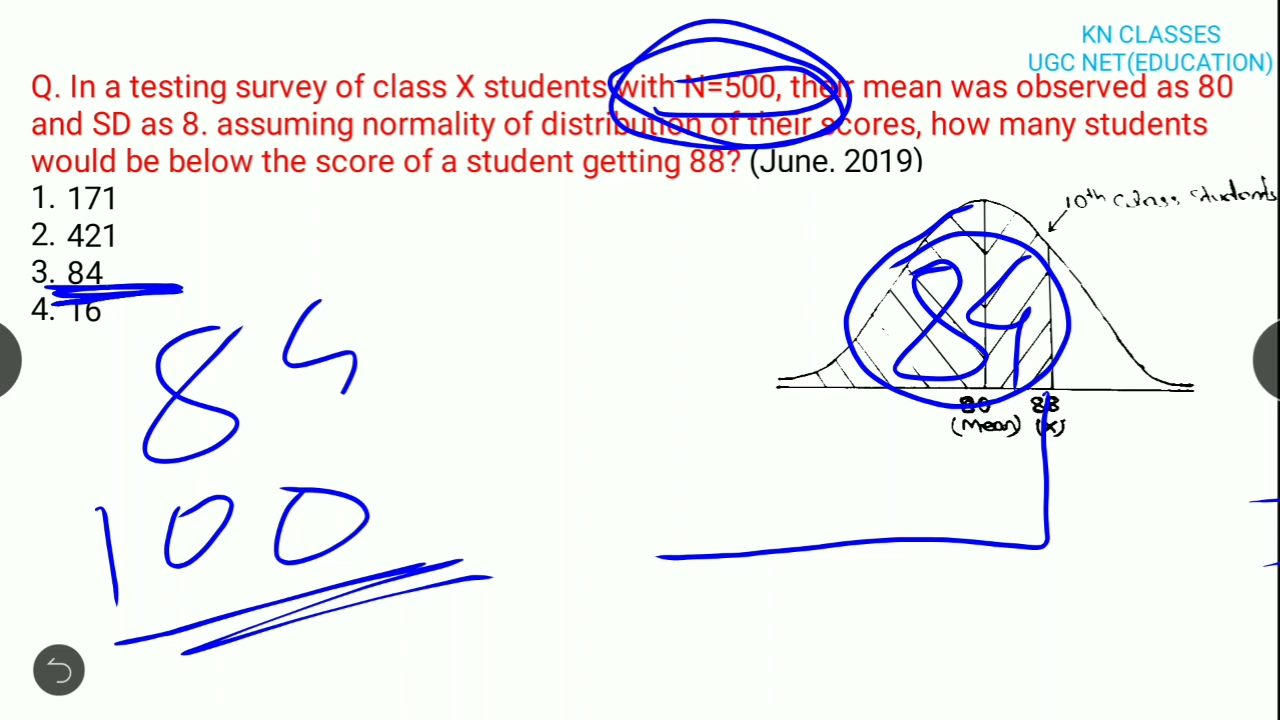 KN CLASSES
UGC NET(EDUCATION)
Q. In a testing survey of class X students with N=500, their mean was observed as 80
and SD as 8. assuming normality of distribution of their scores, how many students
would be below the score of a student getting 88? (June. 2019)
1. 171
2. 421
3. 84
4. 16
10th class students
84
80
88
(Mean)
(X)
84
100